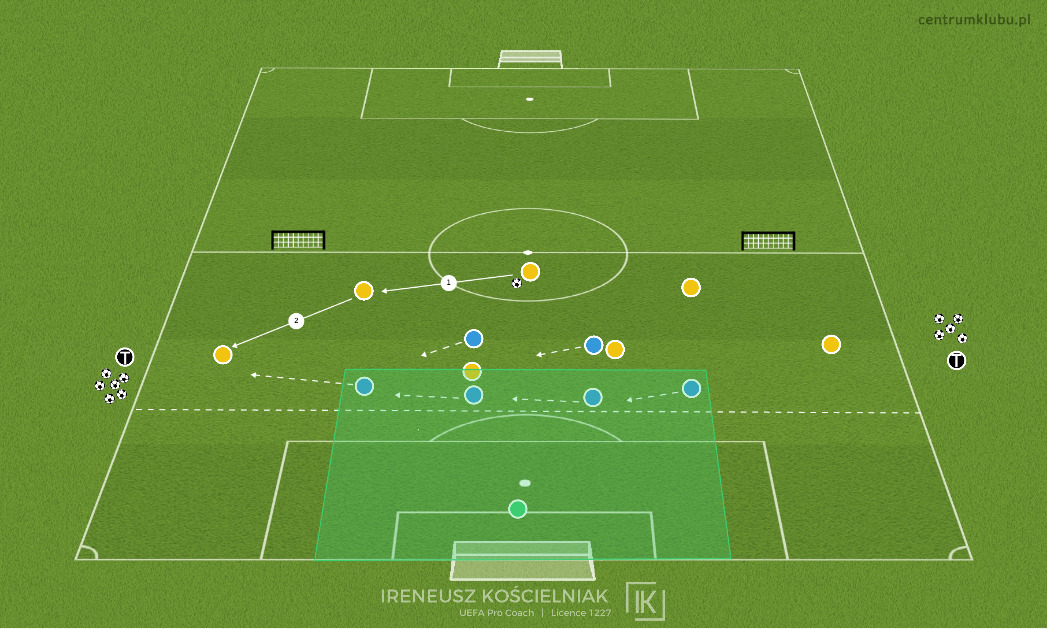 centrumklubu.pl
1
2
T
T
IRENEUSZ KOŚCIELNIAK
UEFA Pro Coach | Licence 1227
IK